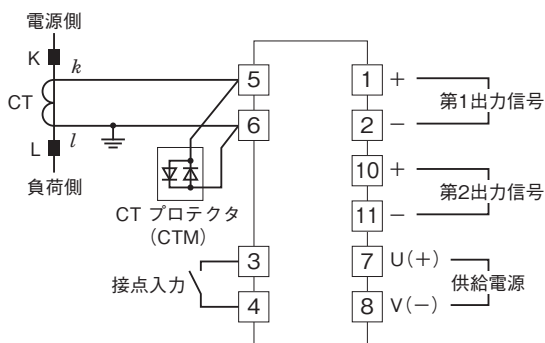 電源側
K
k
CT
l
L
負荷側
CT プロテクタ
(CTM)
接点入力
5
6
3
4
1
+
2
−
第1出力信号
10
+
11
−
第2出力信号
7
U(+)
8
V(−)
供給電源